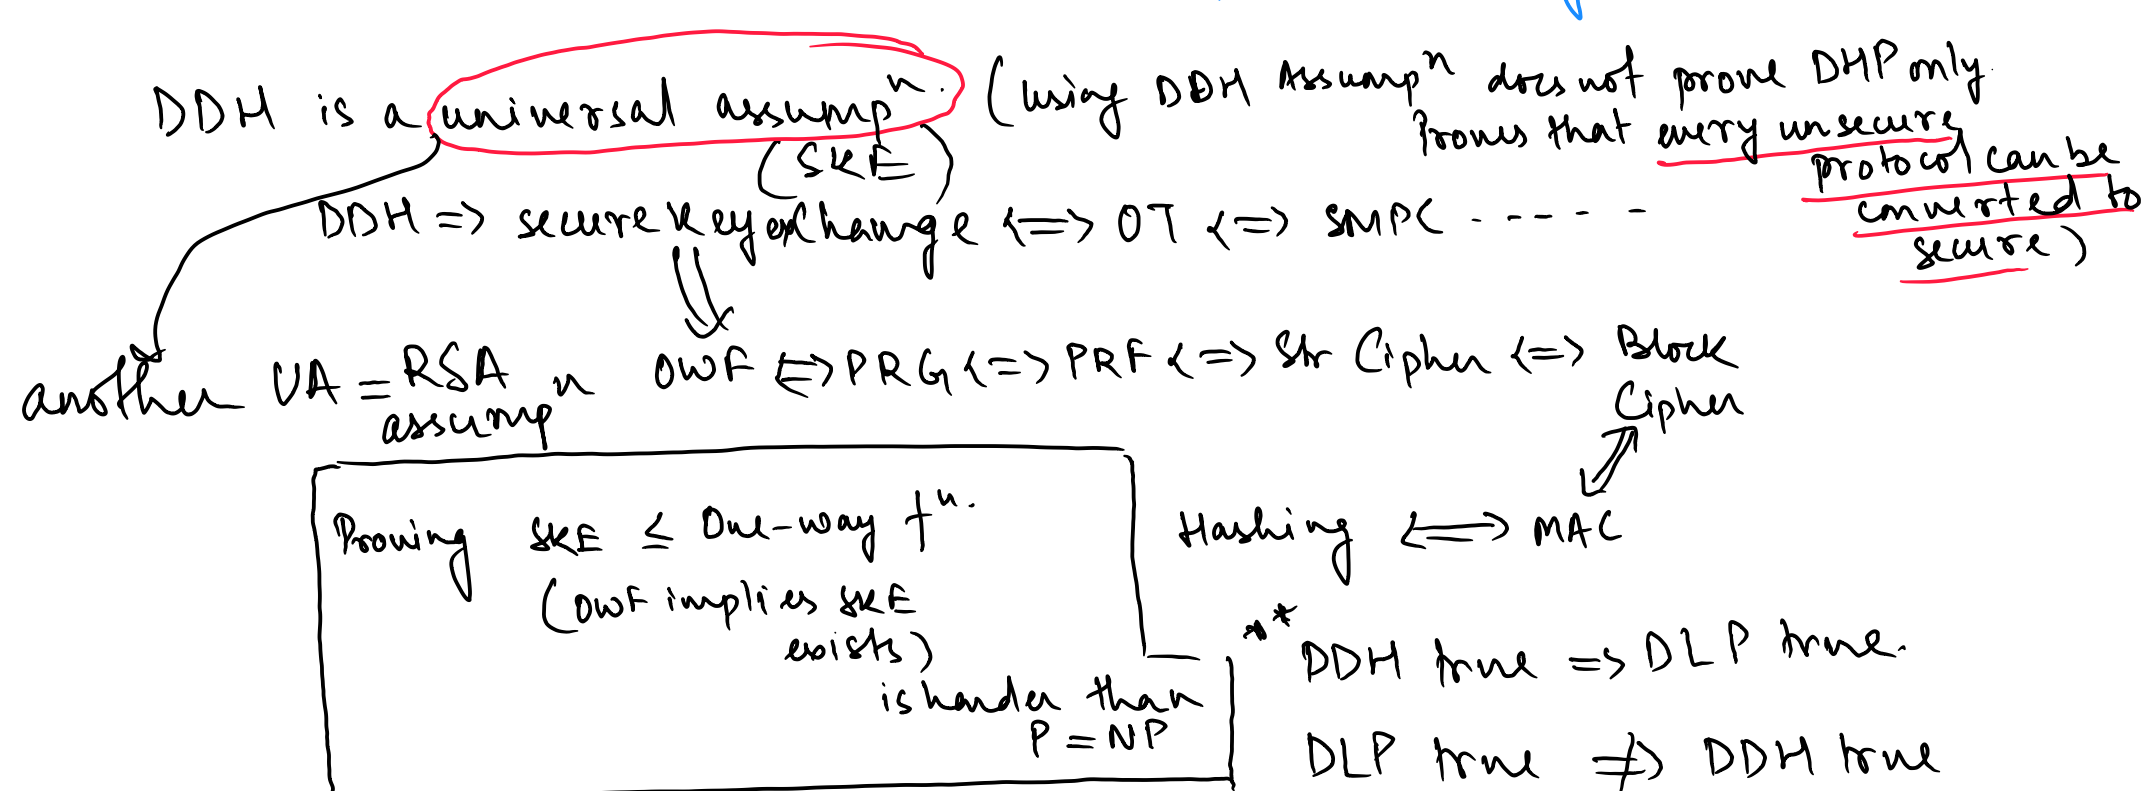 DDH is a universal assumpⁿ. (using DDH Assumpⁿ does not prove DHP only.
Proves that every unsecure
protocol can be
converted to
secure)
(SKE)
DDH => secure key exchange <=> OT <=> SMPC - - - - -
another UA = RSA assumpⁿ
OWF <=> PRG <=> PRF <=> Str Cipher <=> Block Cipher
Proving SKE ≤ One-way fⁿ.
(OWF implies SKE
exists)
is harder than
P = NP
Hashing <=> MAC
** DDH true => DLP true.
DLP true ≠> DDH true